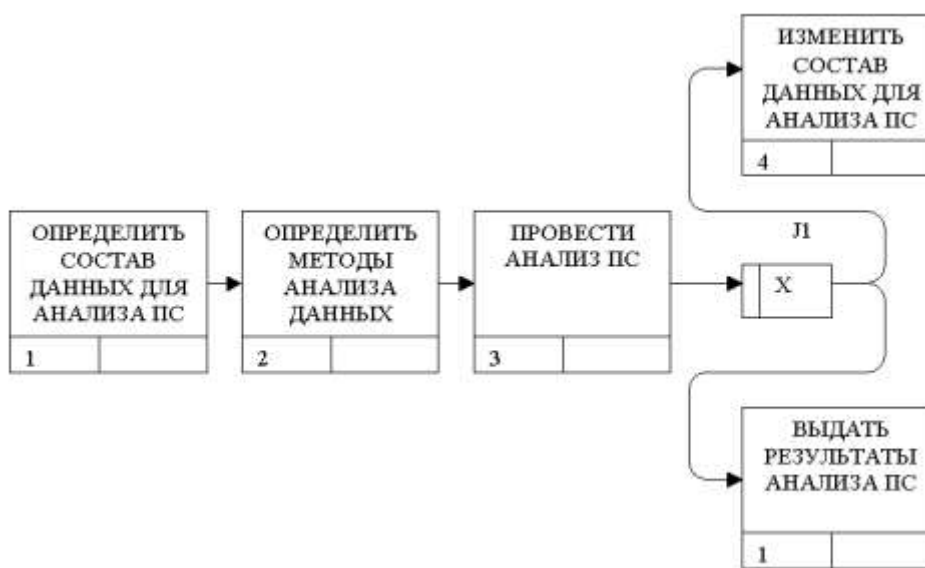 ИЗМЕНИТЬ
СОСТАВ
ДАННЫХ ДЛЯ
АНАЛИЗА ПС
4
ОПРЕДЕЛИТЬ
СОСТАВ
ДАННЫХ ДЛЯ
АНАЛИЗА ПС
1
ОПРЕДЕЛИТЬ
МЕТОДЫ
АНАЛИЗА
ДАННЫХ
2
ПРОВЕСТИ
АНАЛИЗ ПС
3
J1
X
ВЫДАТЬ
РЕЗУЛЬТАТЫ
АНАЛИЗА ПС
1